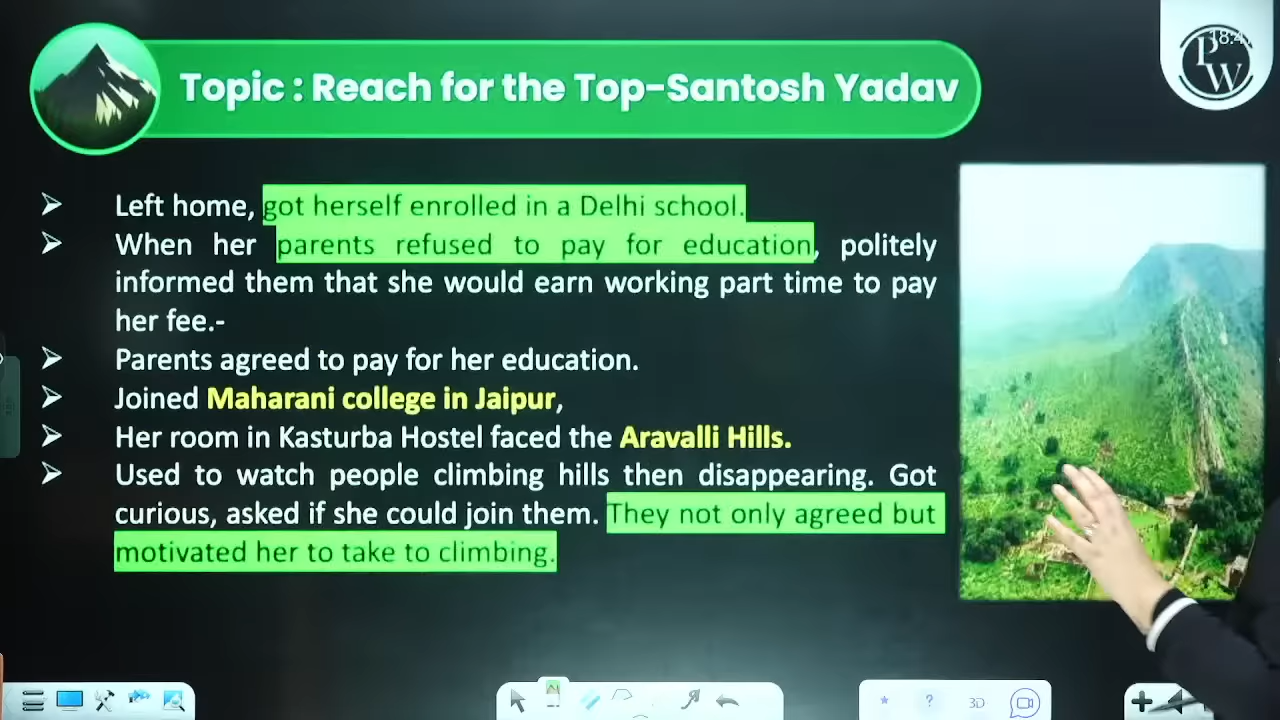 Topic : Reach for the Top-Santosh Yadav
PW
Left home, got herself enrolled in a Delhi school.
When her parents refused to pay for education, politely
informed them that she would earn working part time to pay
her fee.-
Parents agreed to pay for her education.
Joined Maharani college in Jaipur,
Her room in Kasturba Hostel faced the Aravalli Hills.
Used to watch people climbing hills then disappearing. Got
curious, asked if she could join them. They not only agreed but
motivated her to take to climbing.
3D